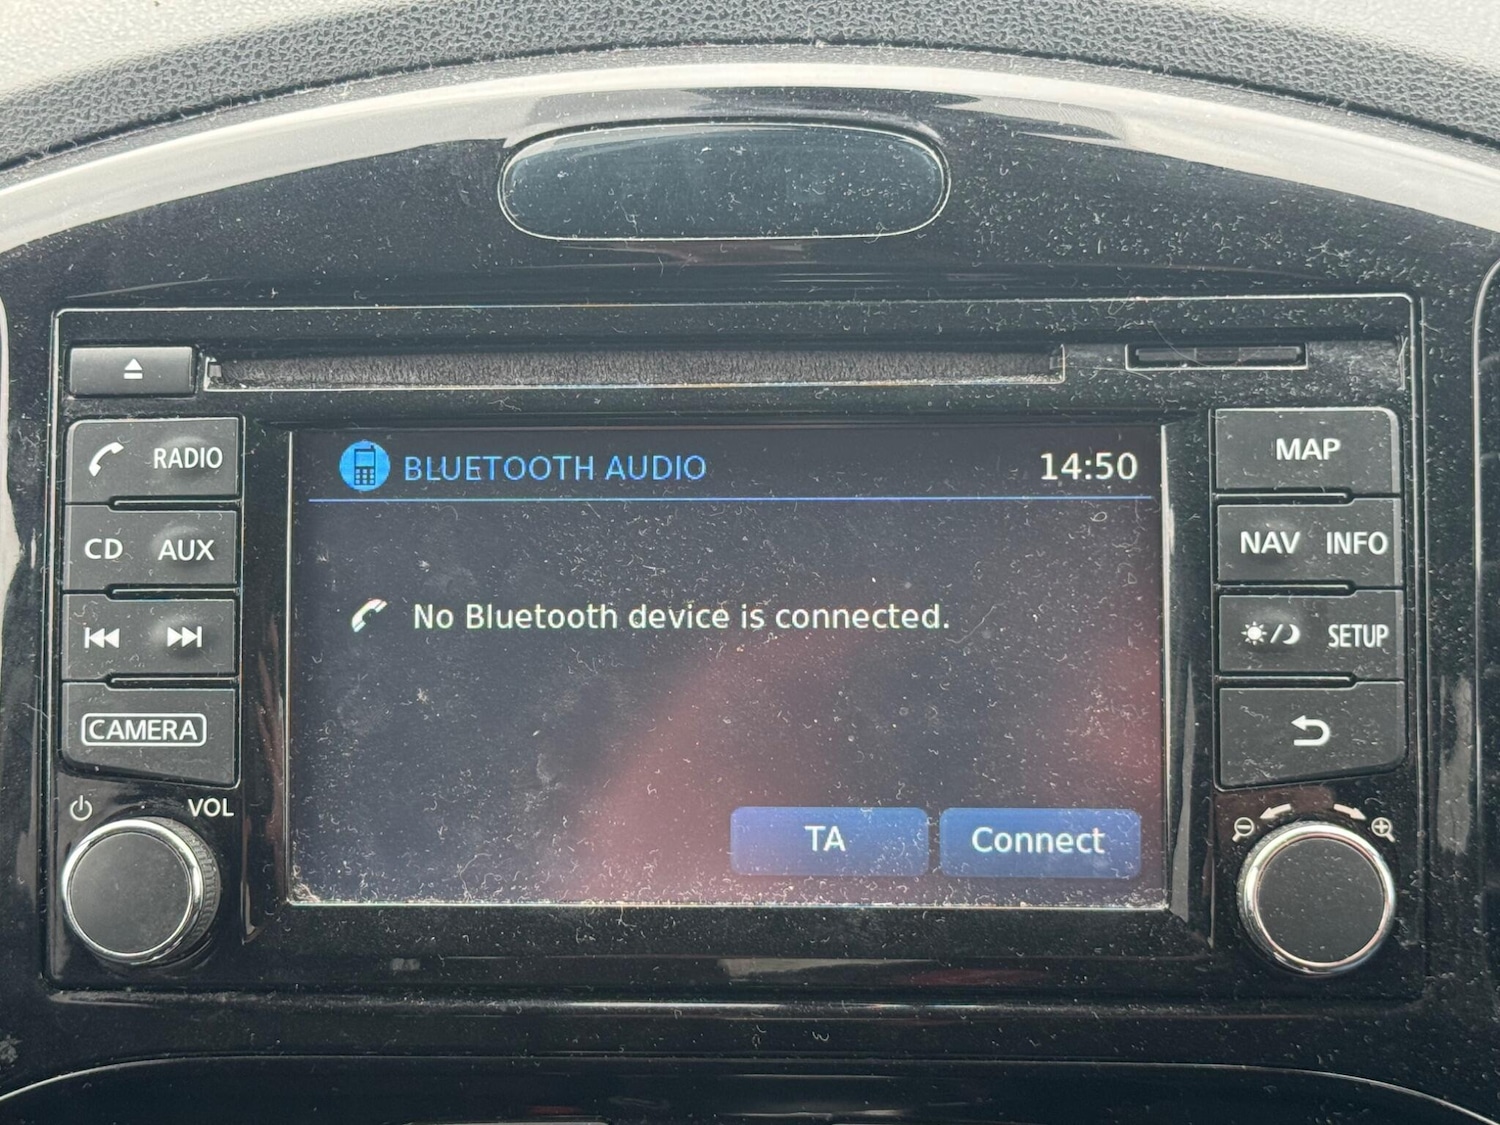 RADIO
CD AUX
CAMERA
VOL
BLUETOOTH AUDIO 14:50
No Bluetooth device is connected.
TA Connect
MAP
NAV INFO
SETUP